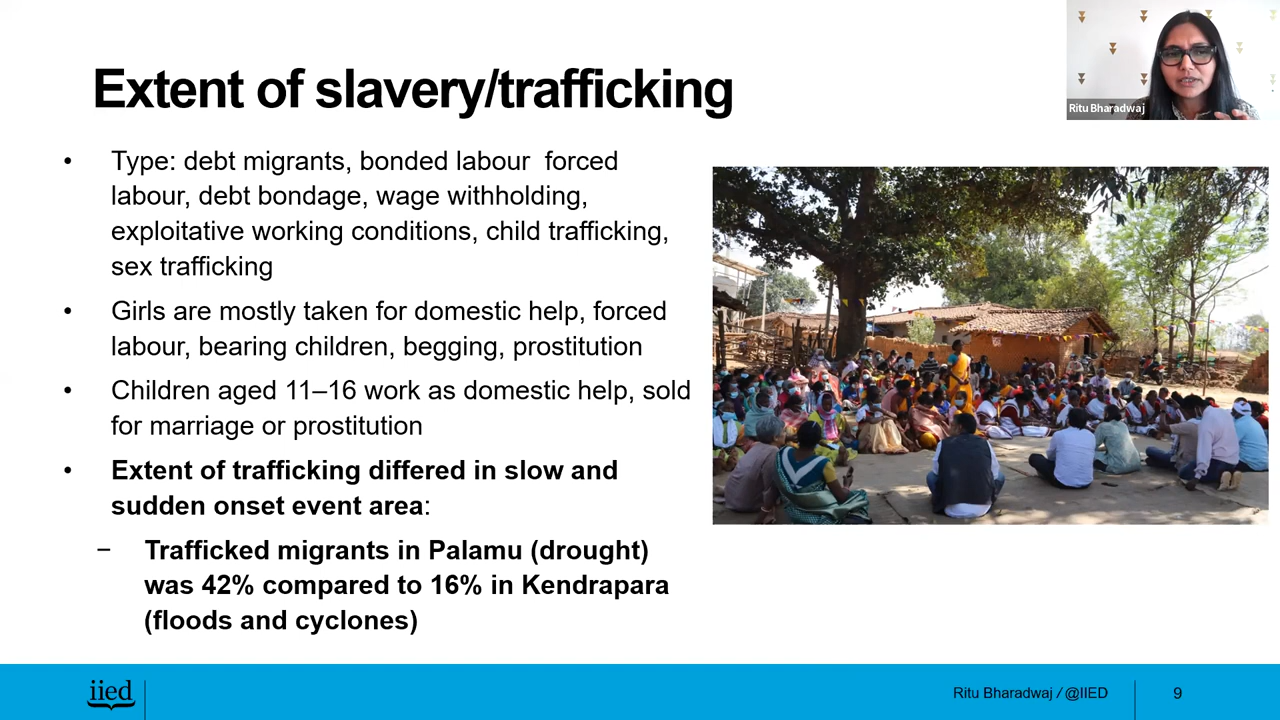 Extent of slavery/trafficking
Ritu Bharadwaj
• Type: debt migrants, bonded labour  forced
labour, debt bondage, wage withholding,
exploitative working conditions, child trafficking,
sex trafficking
• Girls are mostly taken for domestic help, forced
labour, bearing children, begging, prostitution
• Children aged 11–16 work as domestic help, sold
for marriage or prostitution
• Extent of trafficking differed in slow and
sudden onset event area:
− Trafficked migrants in Palamu (drought)
was 42% compared to 16% in Kendrapara
(floods and cyclones)
iied
Ritu Bharadwaj / @IIED
9